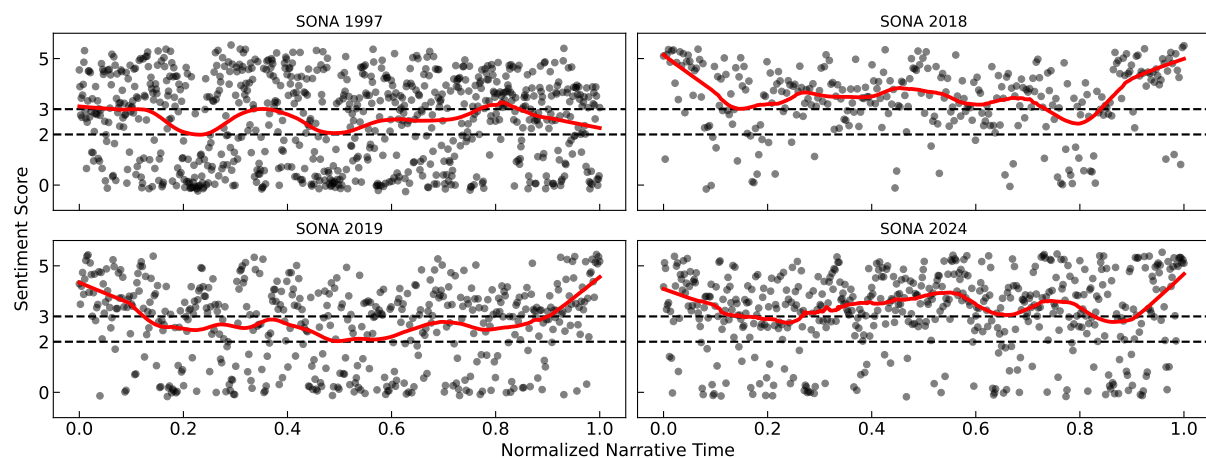 SONA 1997
SONA 2018
5
3
2
0
SONA 2019
SONA 2024
Sentiment Score
5
3
2
0
0.0 0.2 0.4 0.6 0.8 1.0
0.0 0.2 0.4 0.6 0.8 1.0
Normalized Narrative Time